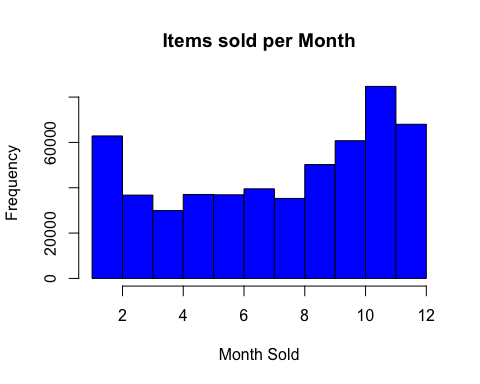 Items sold per Month
Frequency
60000
20000
0
2 4 6 8 10 12
Month Sold